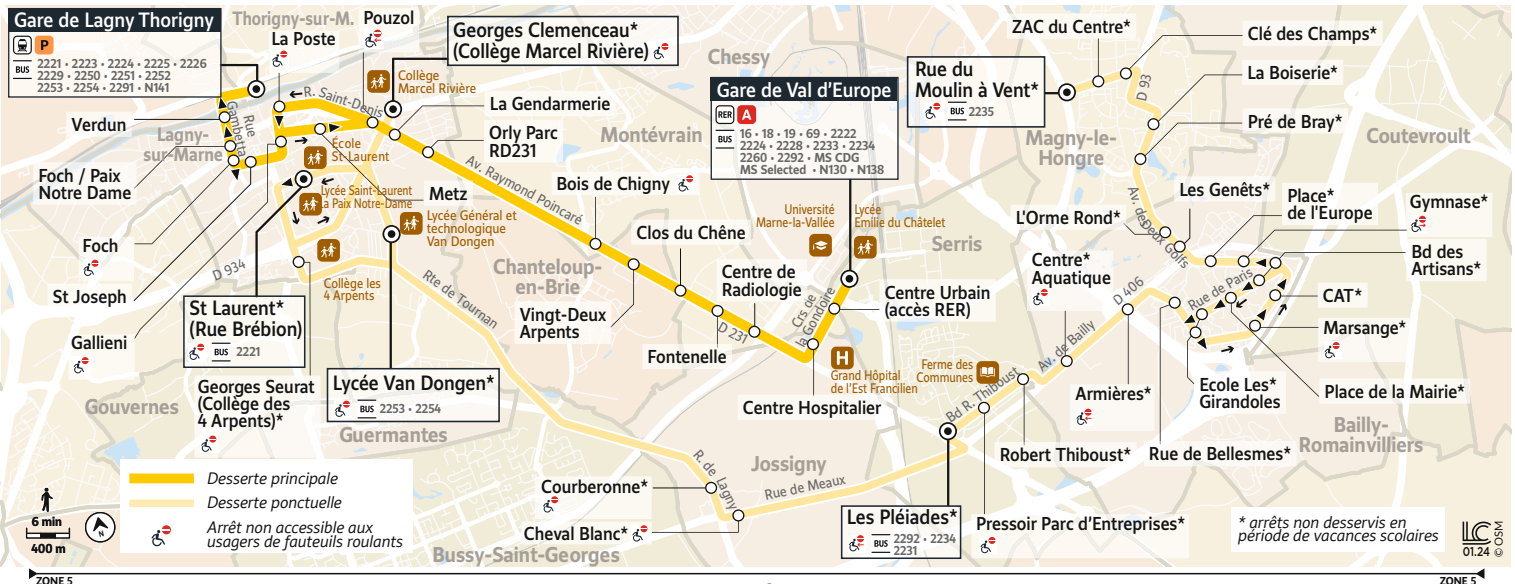 Gare de Lagny Thorigny
P
BUS
2221 • 2223 • 2224 • 2225 • 2226
2229 • 2250 • 2251 • 2252
2253 • 2254 • 2291 • N141
Thorigny-sur-M.
La Poste
Pouzol
Georges Clemenceau*
(Collège Marcel Rivière)
Collège
Marcel Rivière
R. Saint-Denis
La Gendarmerie
Orly Parc
RD231
Verdun
Rue
Gambetta
Lagny-
sur-Marne
Foch / Paix
Notre Dame
Ecole
St-Laurent
Lycée Saint-Laurent
La Paix Notre-Dame
Metz
Lycée Général et
technologique
Van Dongen
Foch
St Joseph
Gallieni
D 934
Collège les
4 Arpents
St Laurent*
(Rue Brébion)
BUS 2221
Georges Seurat
(Collège des
4 Arpents)*
Lycée Van Dongen*
BUS 2253 • 2254
Gouvernes
Guermantes
Rte de Tournan
Av. Raymond Poincaré
Bois de Chigny
Montévrain
Chessy
Chanteloup-
en-Brie
Vingt-Deux
Arpents
Clos du Chêne
Fontenelle
Centre de
Radiologie
D 231
Gare de Val d'Europe
RER A
BUS
16 • 18 • 19 • 69 • 2222
2224 • 2228 • 2233 • 2234
2260 • 2292 • MS CDG
MS Selected • N130 • N138
Université
Marne-la-Vallée
Lycée
Emilie du Châtelet
Serris
Crs de
la Gondoire
Centre Urbain
(accès RER)
H
Grand Hôpital
de l'Est Francilien
Centre Hospitalier
Ferme des
Communes
ZAC du Centre*
Clé des Champs*
Rue du
Moulin à Vent*
BUS 2235
La Boiserie*
D 93
Pré de Bray*
Magny-le-
Hongre
Coutevroult
Av. des Deux Golfs
L'Orme Rond*
Les Genêts*
Place*
de l'Europe
Gymnase*
Bd des
Artisans*
Rue de Paris
CAT*
Marsange*
Place de la Mairie*
Ecole Les*
Girandoles
Rue de Bellesmes*
Bailly-
Romainvilliers
Centre*
Aquatique
D 406
Av. de Bailly
Armières*
Robert Thiboust*
Bd R. Thiboust
Pressoir Parc d'Entreprises*
Les Pléiades*
BUS 2292 • 2234
2231
Jossigny
Rue de Meaux
R. de Lagny
Courberonne*
Cheval Blanc*
Bussy-Saint-Georges
Desserte principale
Desserte ponctuelle
Arrêt non accessible aux
usagers de fauteuils roulants
6 min
400 m
N
* arrêts non desservis en
période de vacances scolaires
LC
01.24
© OSM
ZONE 5
ZONE 5